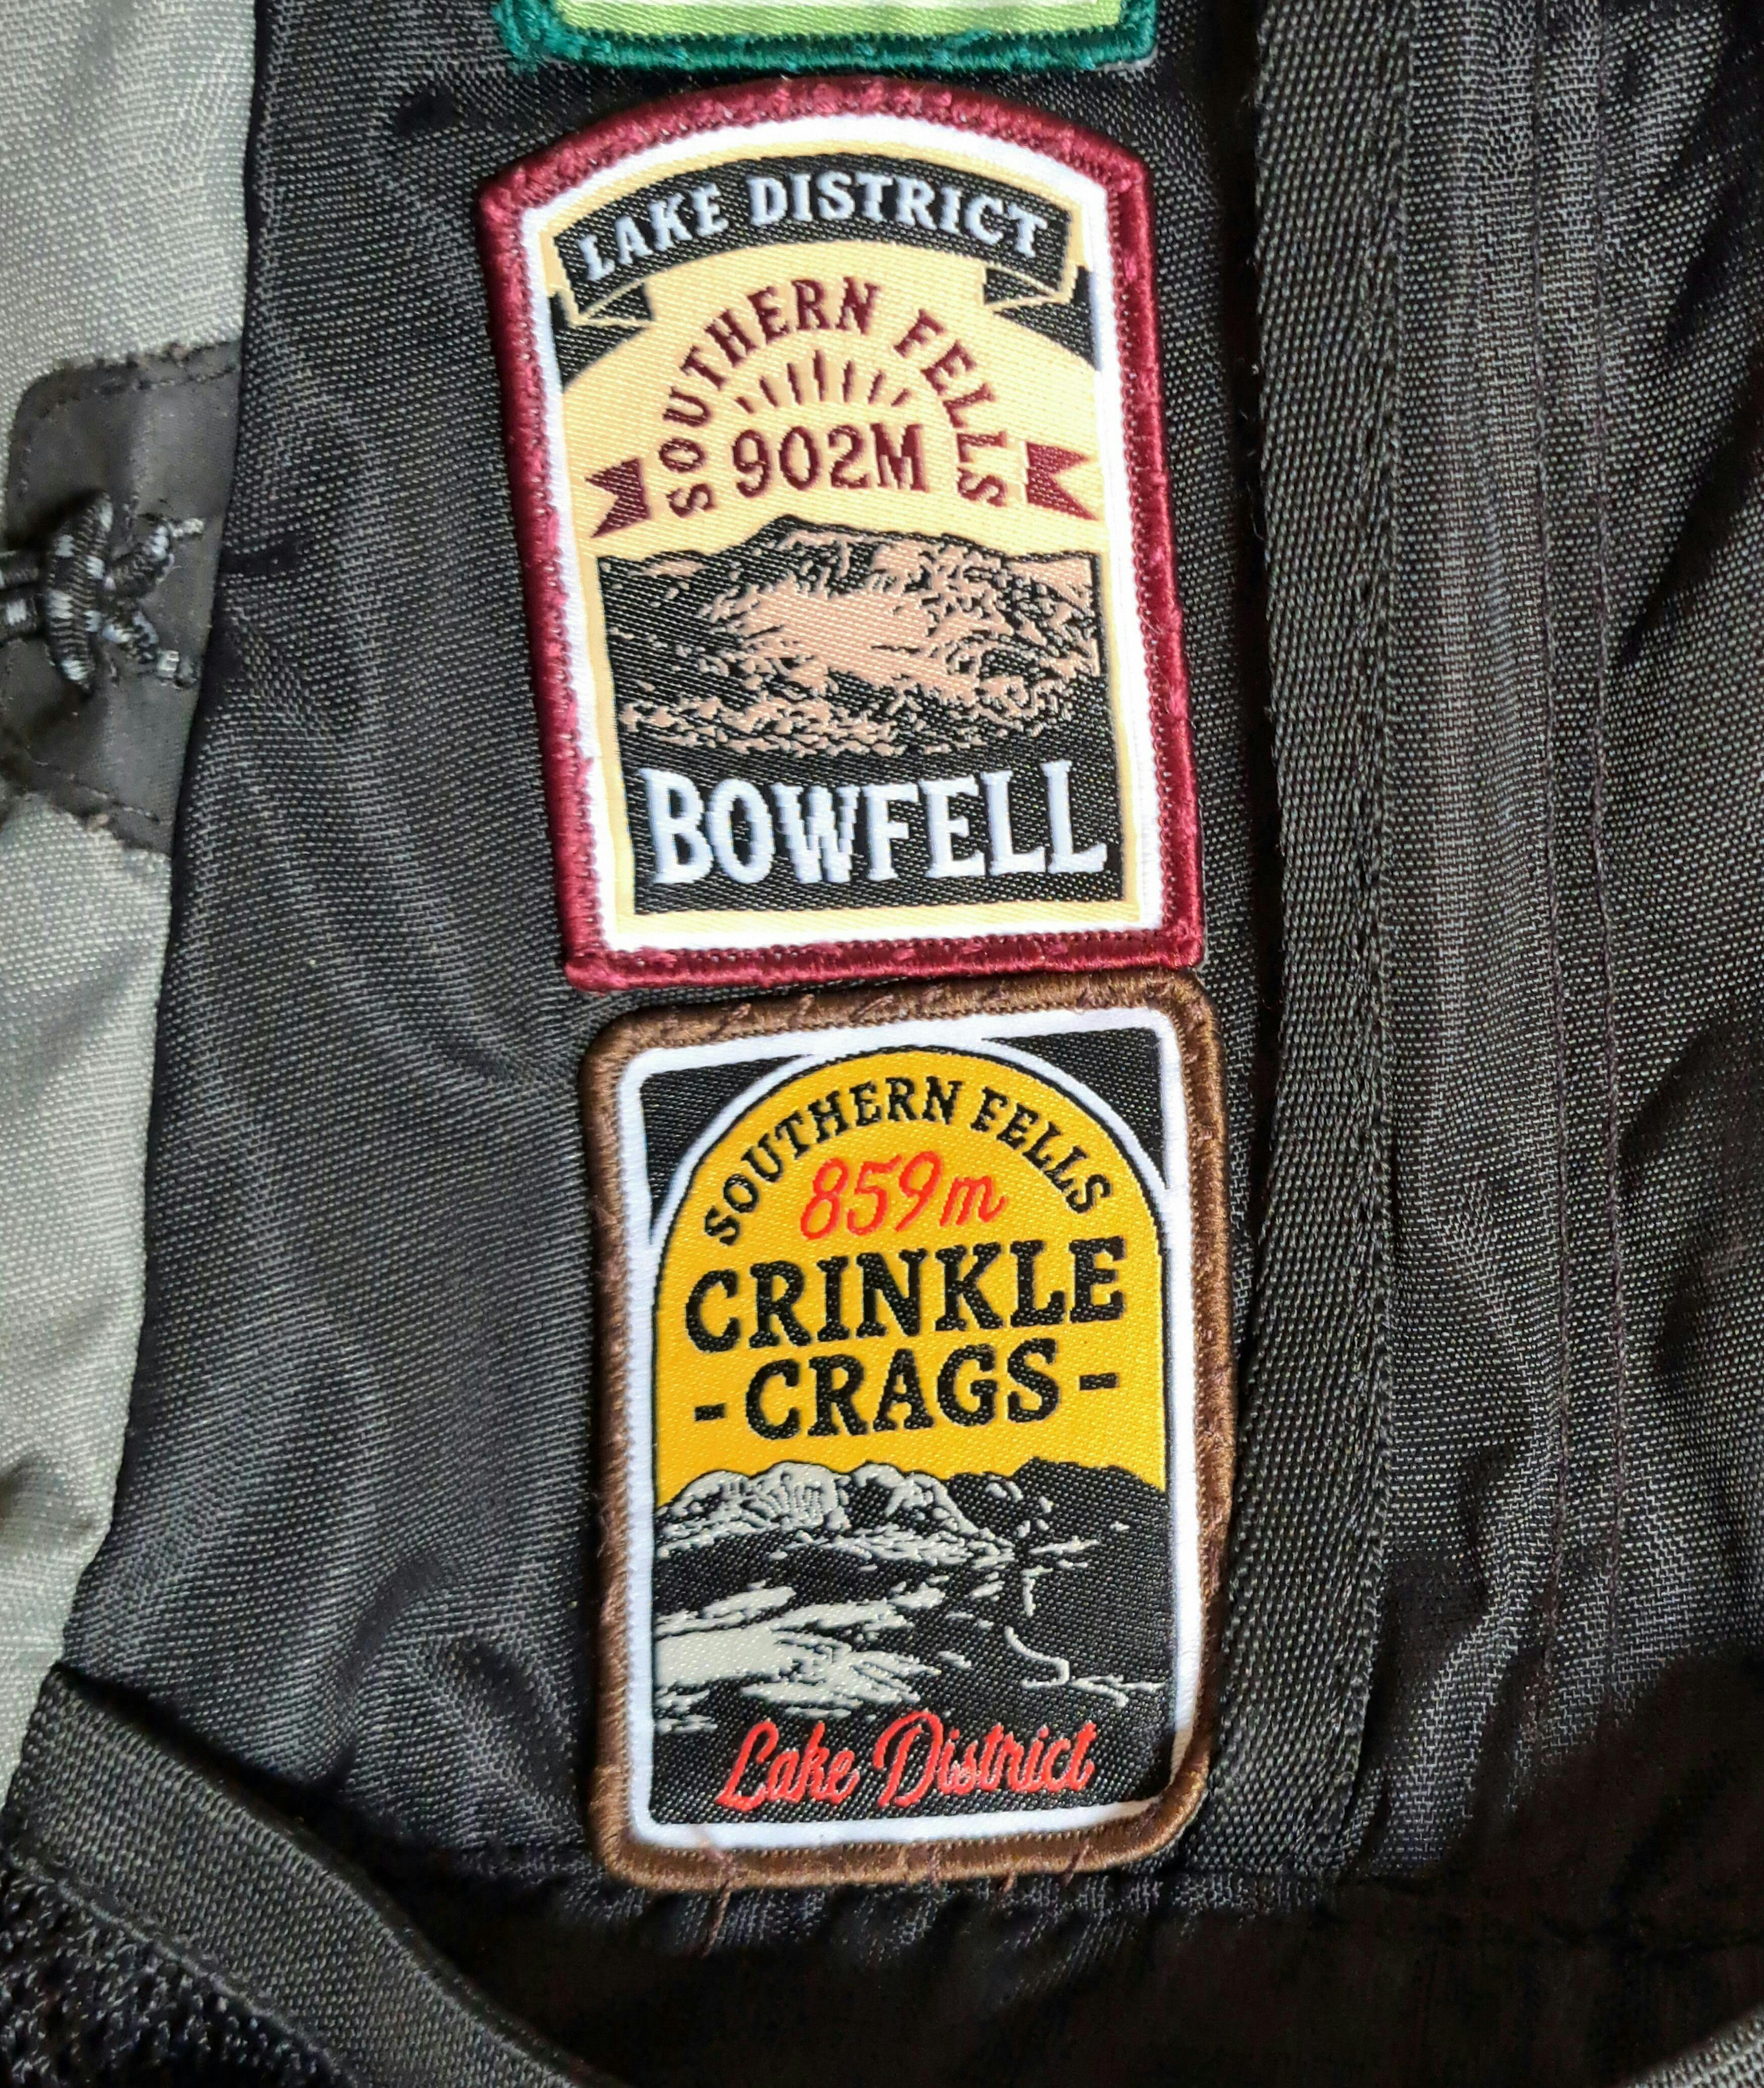 LAKE DISTRICT
SOUTHERN FELLS
902M
BOWFELL
SOUTHERN FELLS
859m
CRINKLE
-CRAGS-
Lake District